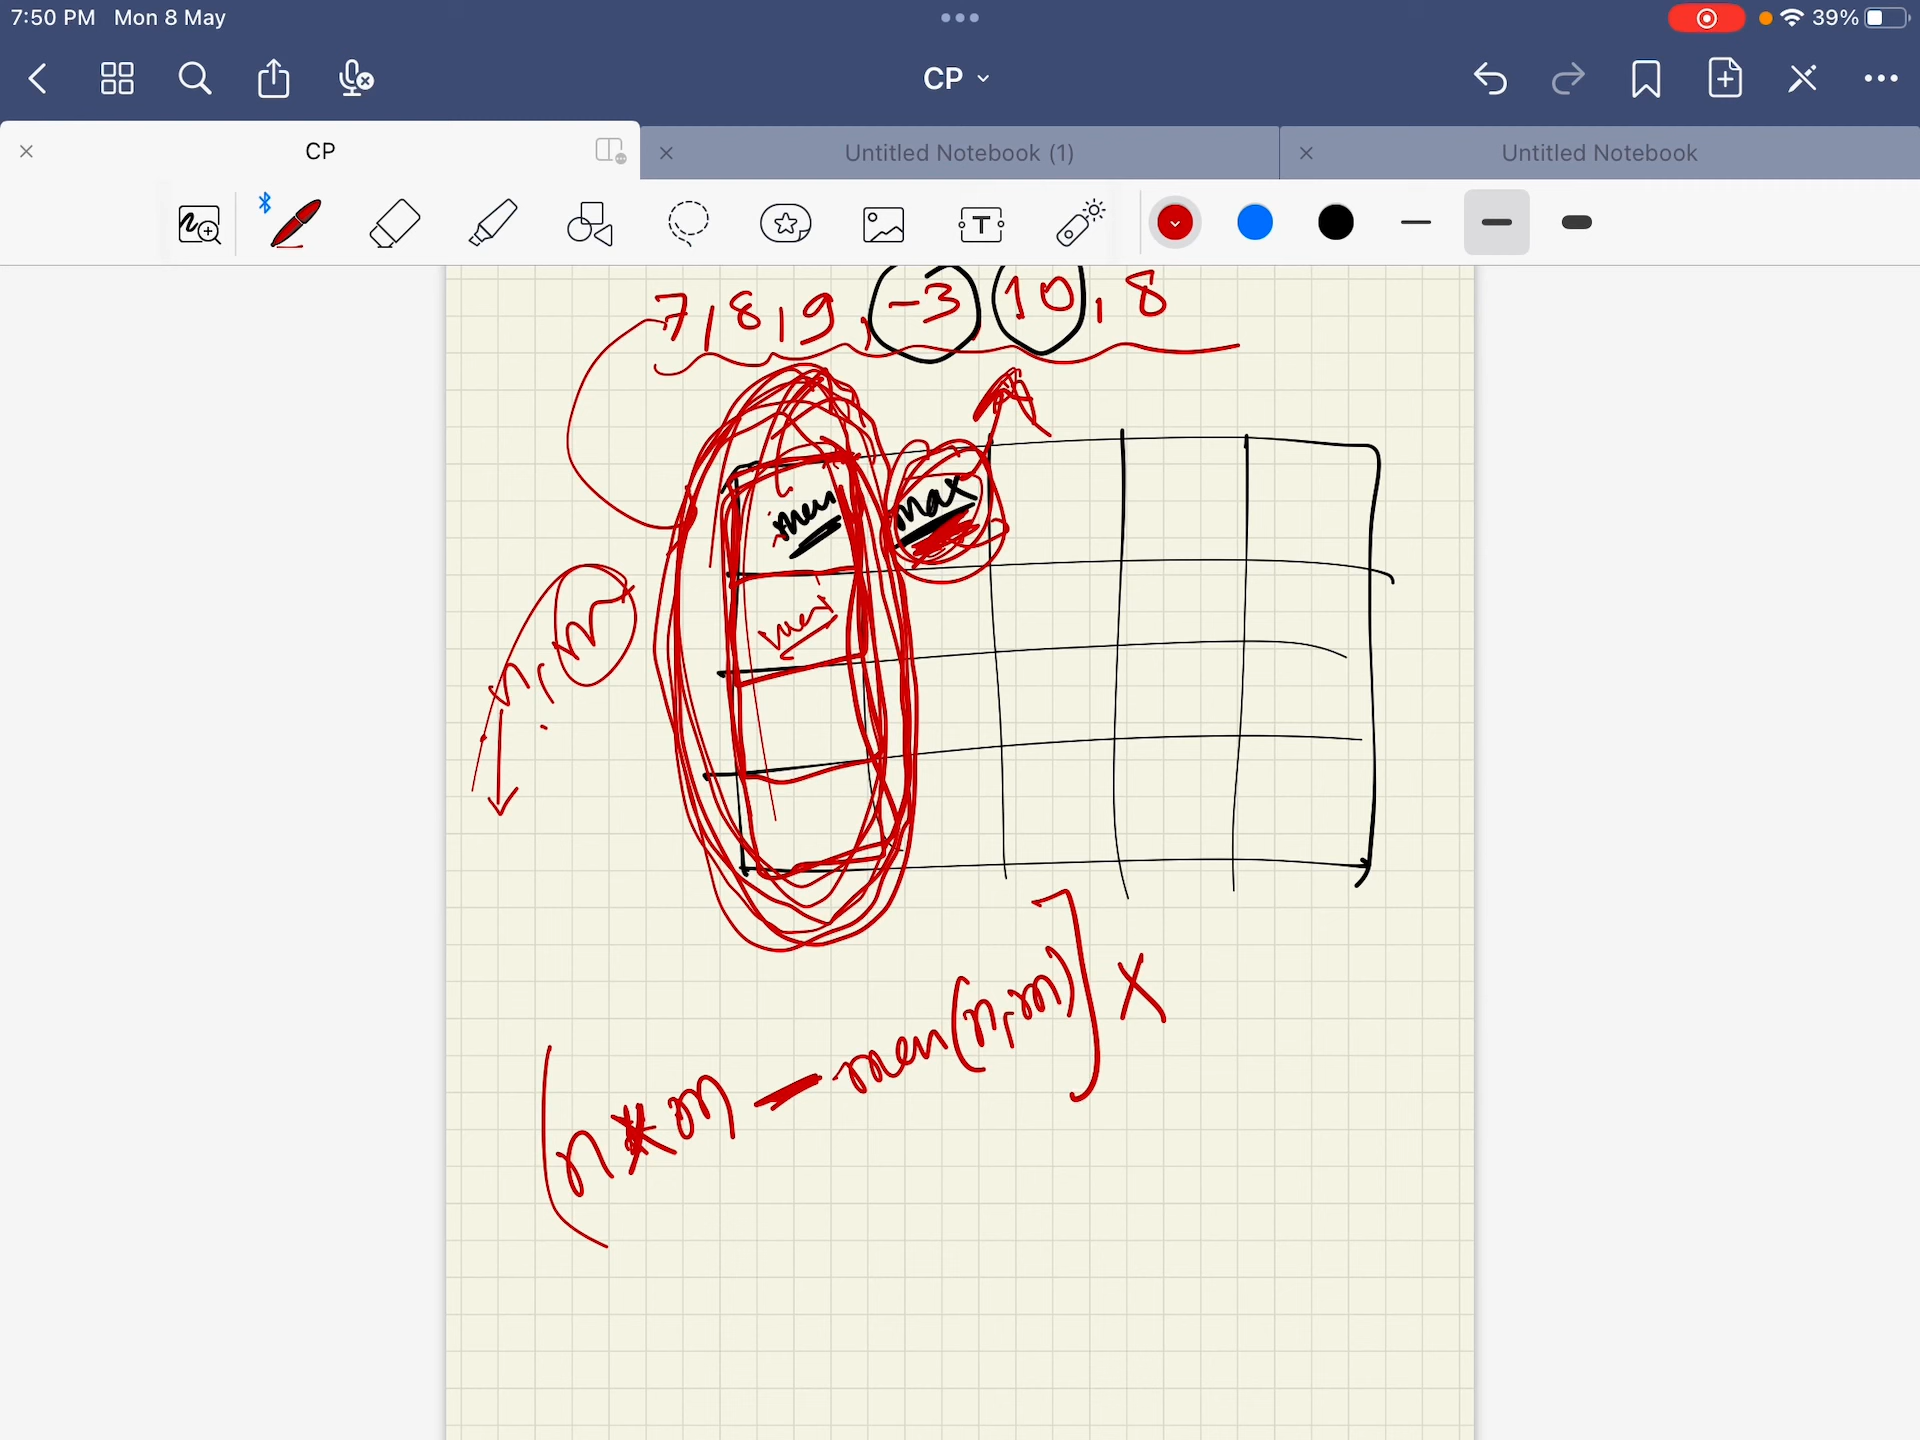 7:50 PM Mon 8 May
39%
CP
CP
Untitled Notebook (1)
Untitled Notebook
T
7, 8, 9, -3 10, 8
min max
min
n, m
(n*m - min(n,m)] x